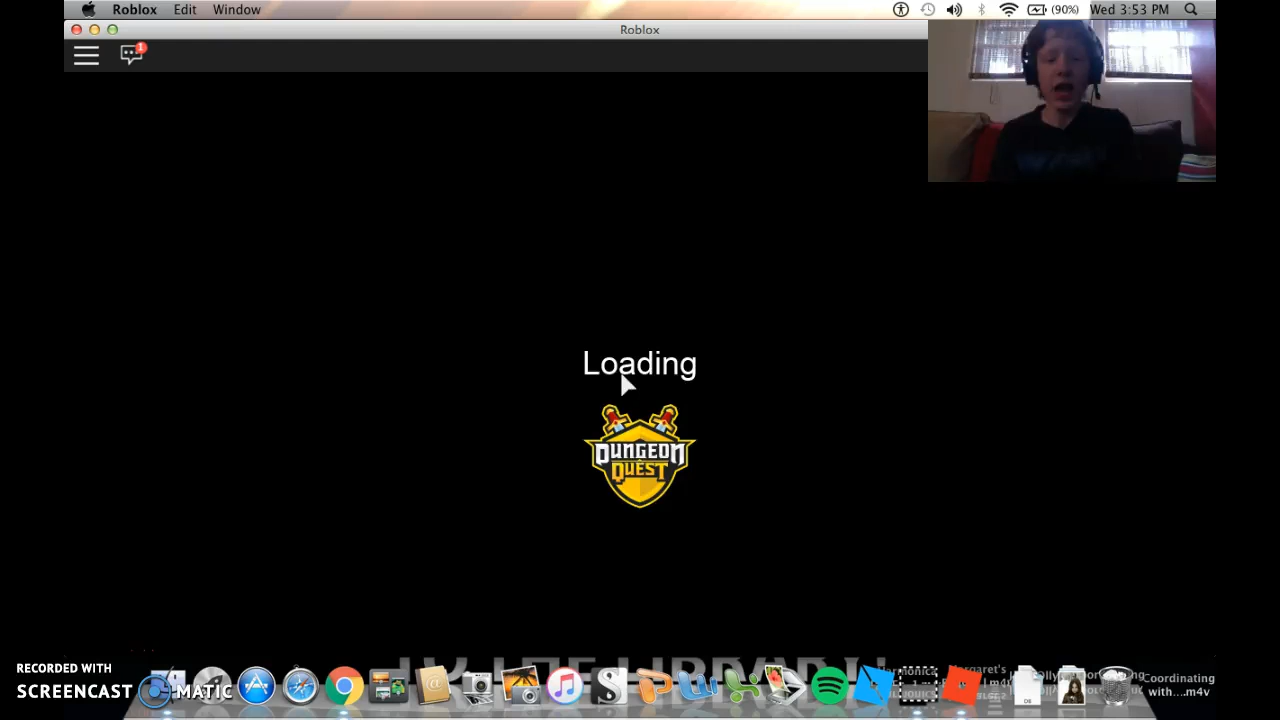 Roblox Edit Window (90%) Wed 3:53 PM
Roblox
1
Loading
DUNGEON
QUEST
RECORDED WITH
SCREENCAST MATIC
Coordinating
with...m4v